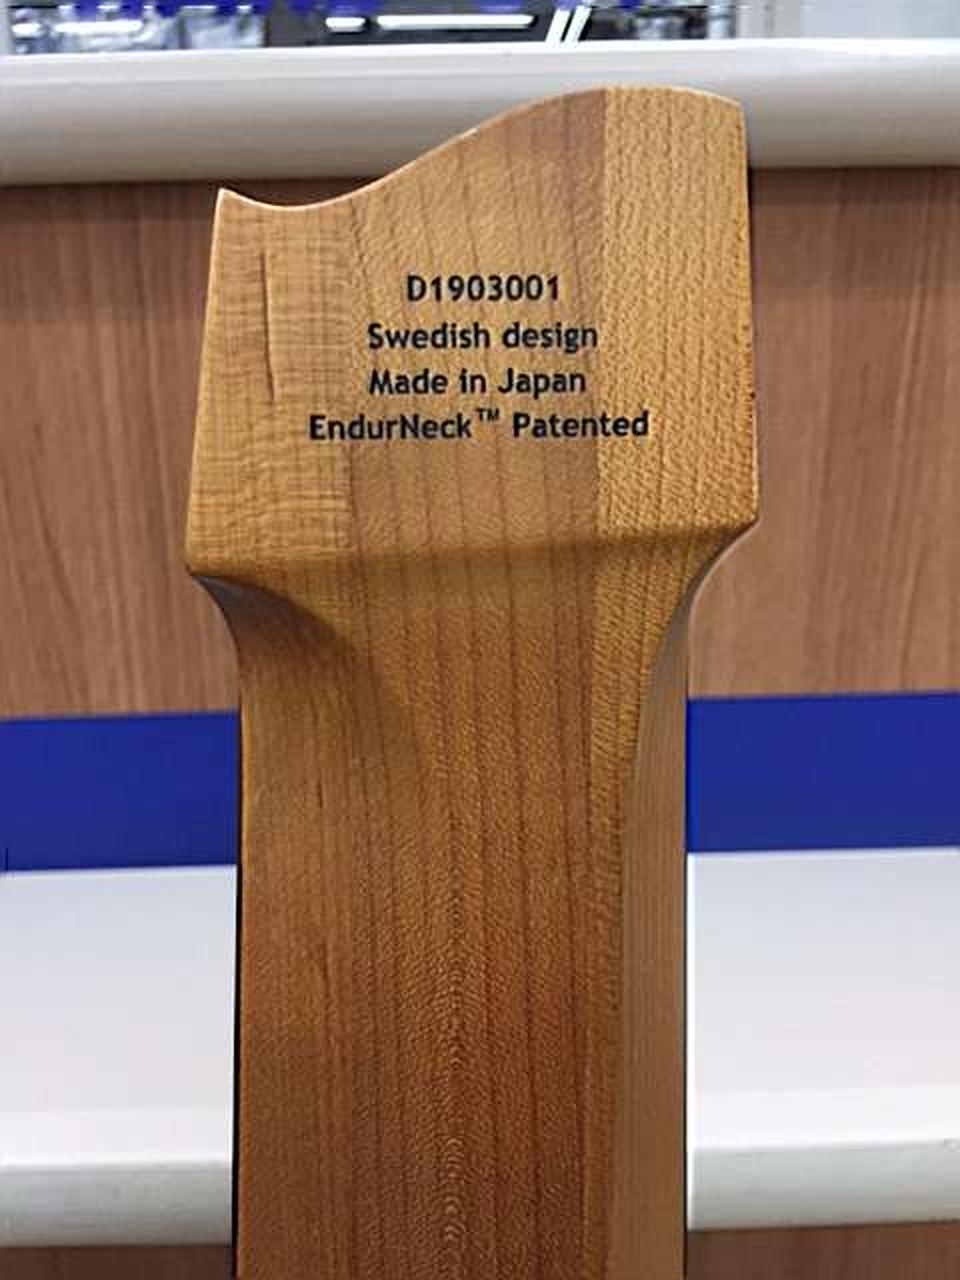 D1903001
Swedish design
Made in Japan
EndurNeck™ Patented